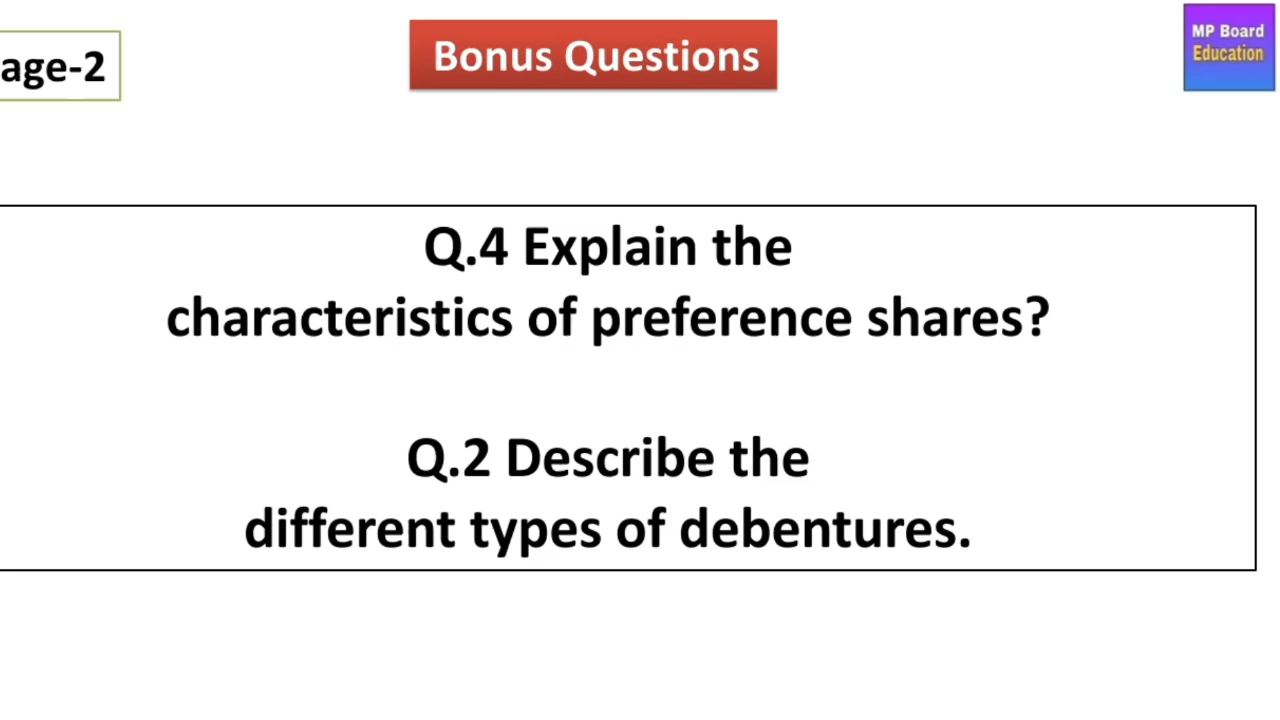 age-2
Bonus Questions
MP Board
Education
Q.4 Explain the
characteristics of preference shares?
Q.2 Describe the
different types of debentures.